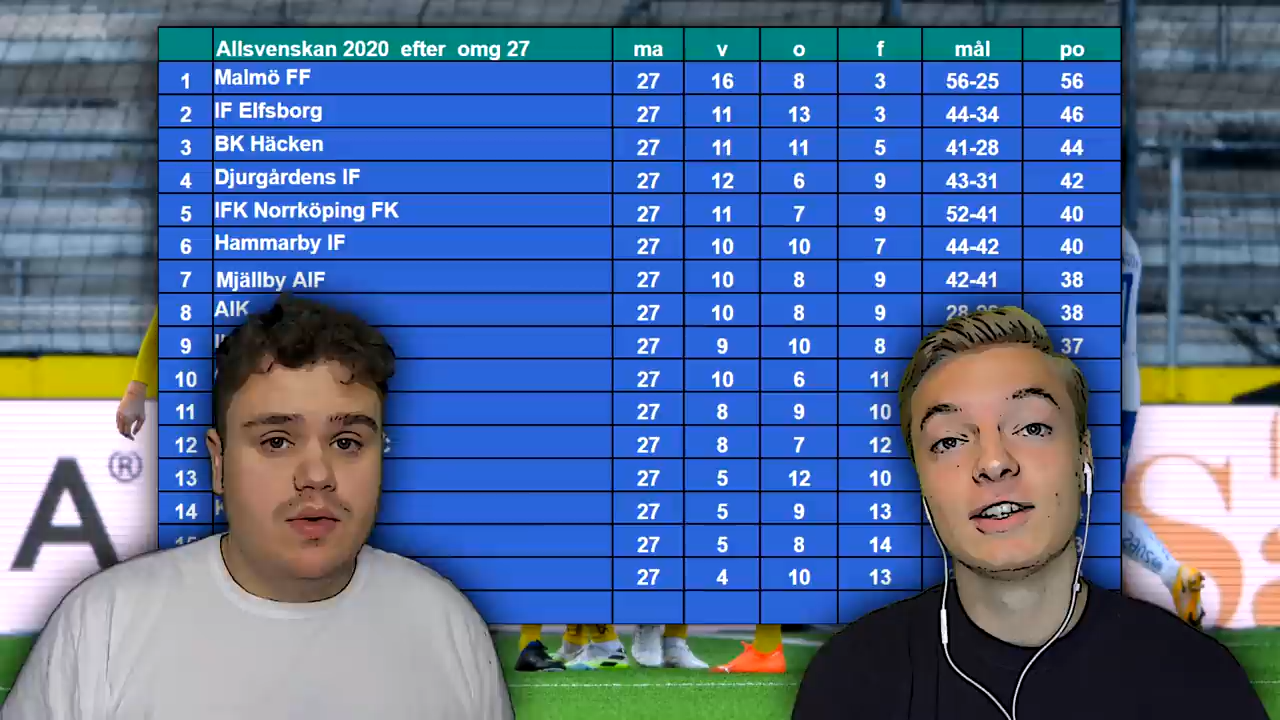 Allsvenskan 2020 efter omg 27 ma v o f mål po
1 Malmö FF 27 16 8 3 56-25 56
2 IF Elfsborg 27 11 13 3 44-34 46
3 BK Häcken 27 11 11 5 41-28 44
4 Djurgårdens IF 27 12 6 9 43-31 42
5 IFK Norrköping FK 27 11 7 9 52-41 40
6 Hammarby IF 27 10 10 7 44-42 40
7 Mjällby AIF 27 10 8 9 42-41 38
8 AIK 27 10 8 9 38
9 27 9 10 8 37
10 27 10 6 11
11 27 8 9 10
12 27 8 7 12
13 27 5 12 10
14 27 5 9 13
15 27 5 8 14
27 4 10 13
A®